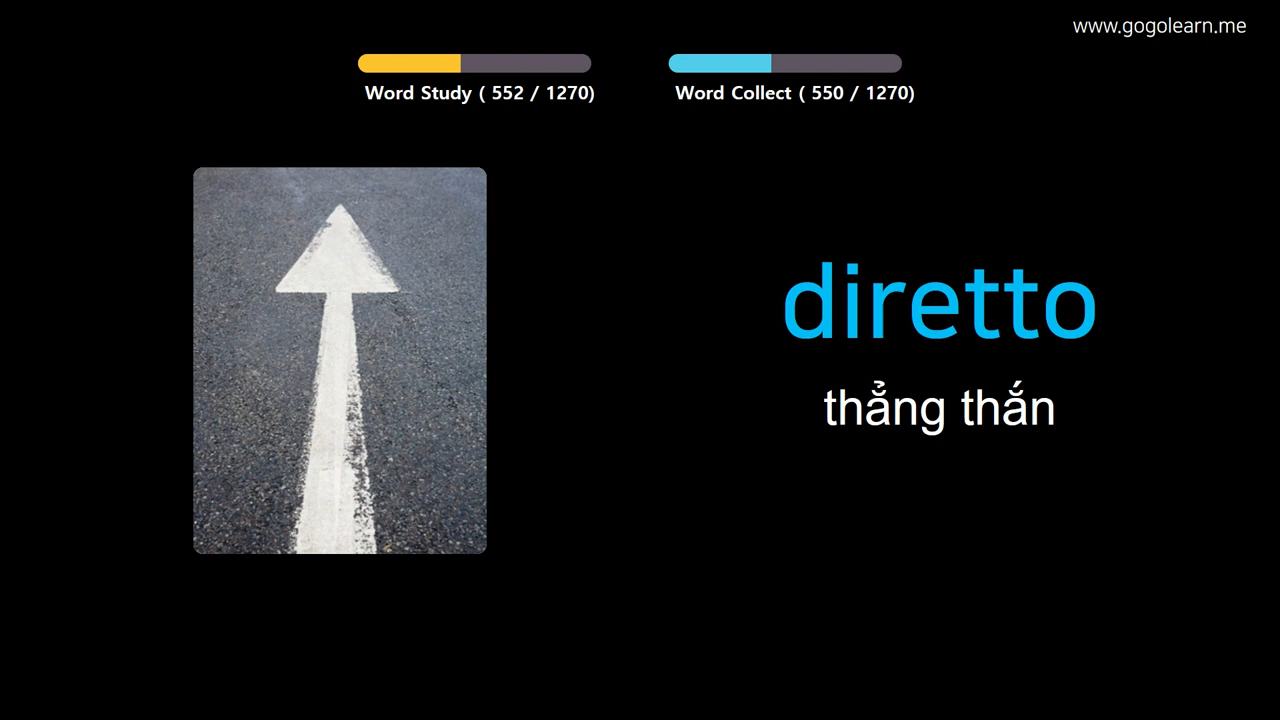 www.gogolearn.me
Word Study ( 552 / 1270)
Word Collect ( 550 / 1270)
diretto
thẳng thắn